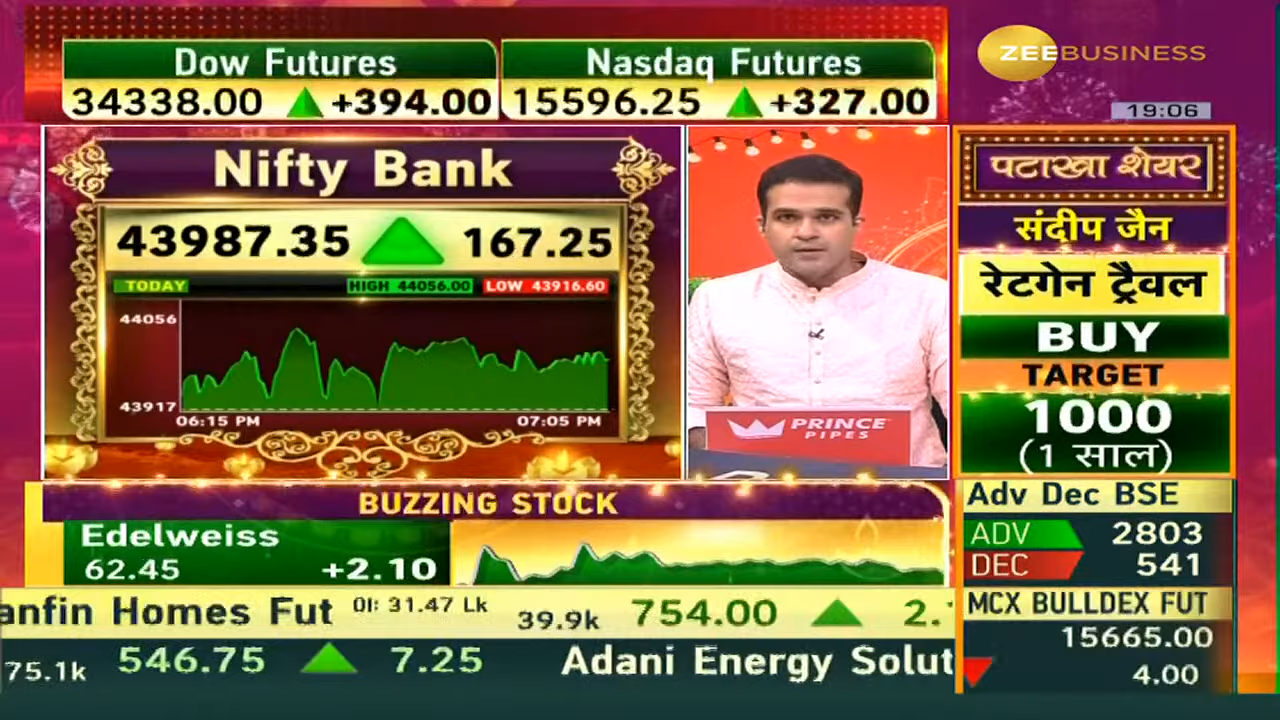 Dow Futures
34338.00 +394.00
Nasdaq Futures
15596.25 +327.00
ZEEBUSINESS
19:06
Nifty Bank
43987.35 167.25
TODAY HIGH 44056.00 LOW 43916.60
44056
43917
06:15 PM 07:05 PM
PRINCE
PIPES
पटाखा शेयर
संदीप जैन
रेटगेन ट्रैवल
BUY
TARGET
1000
(1 साल)
BUZZING STOCK
Edelweiss
62.45 +2.10
Adv Dec BSE
ADV 2803
DEC 541
MCX BULLDEX FUT
15665.00
4.00
anfin Homes Fut OI: 31.47 Lk 39.9k 754.00 2.
75.1k 546.75 7.25 Adani Energy Solut